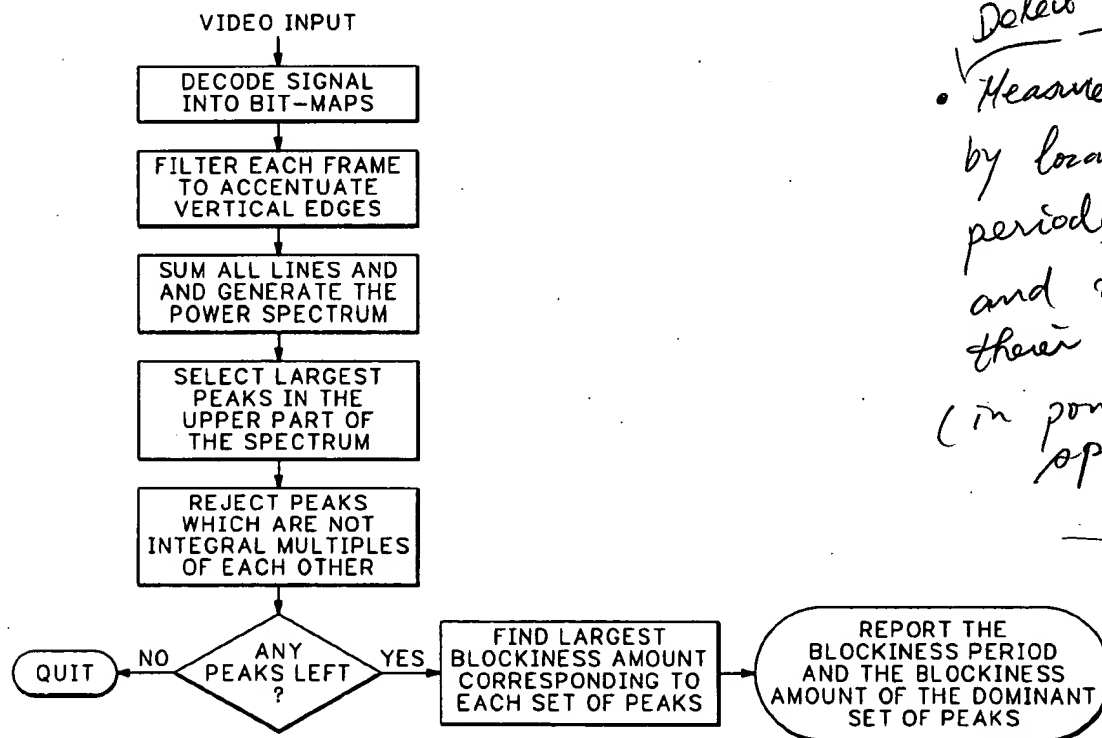 VIDEO INPUT
DECODE SIGNAL
INTO BIT-MAPS
FILTER EACH FRAME
TO ACCENTUATE
VERTICAL EDGES
SUM ALL LINES AND
AND GENERATE THE
POWER SPECTRUM
SELECT LARGEST
PEAKS IN THE
UPPER PART OF
THE SPECTRUM
REJECT PEAKS
WHICH ARE NOT
INTEGRAL MULTIPLES
OF EACH OTHER
ANY
PEAKS LEFT
?
NO
QUIT
YES
FIND LARGEST
BLOCKINESS AMOUNT
CORRESPONDING TO
EACH SET OF PEAKS
REPORT THE
BLOCKINESS PERIOD
AND THE BLOCKINESS
AMOUNT OF THE DOMINANT
SET OF PEAKS
• Measure
by loca
period
and
their
(in pow
sp